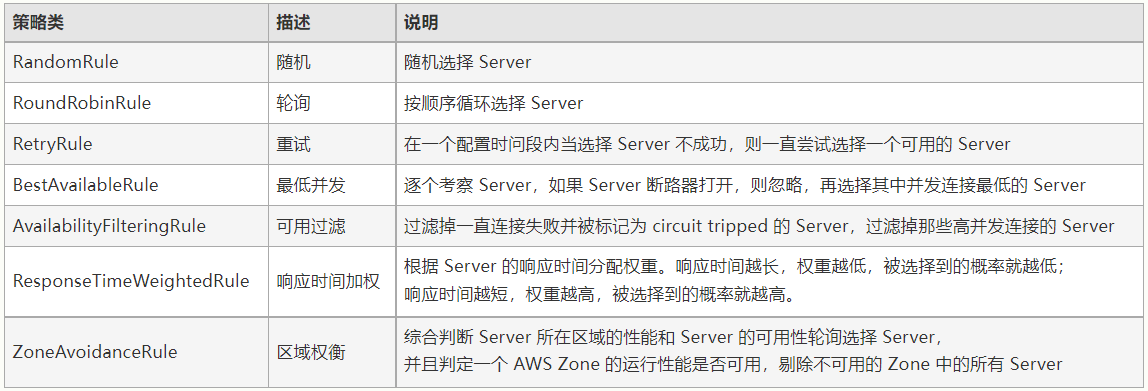 策略类 描述 说明
RandomRule 随机 随机选择 Server
RoundRobinRule 轮询 按顺序循环选择 Server
RetryRule 重试 在一个配置时问段内当选择 Server 不成功，则一直尝试选择一个可用的 Server
BestAvailableRule 最低并发 逐个考察 Server，如果 Server 断路器打开，则忽略，再选择其中并发连接最低的 Server
AvailabilityFilteringRule 可用过滤 过滤掉一直连接失败并被标记为 circuit tripped 的 Server，过滤掉那些高并发连接的 Server
ResponseTimeWeightedRule 响应时间加权 根据 Server 的响应时间分配权重。响应时间越长，权重越低，被选择到的概率就越低；
响应时间越短，权重越高，被选择到的概率就越高。
ZoneAvoidanceRule 区域权衡 综合判断 Server 所在区域的性能和 Server 的可用性轮询选择 Server，
并且判定一个 AWS Zone 的运行性能是否可用，剔除不可用的 Zone 中的所有 Server